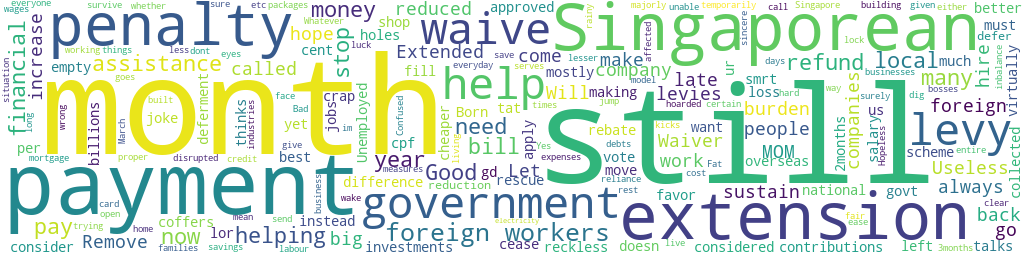 everyone survive whether reduced approved sure etc packages majorly unable temporarily call Singapore building given either better
wages penalty money waive Singaporean rainy sincere
Whatever shop luck cent Extended hope come lesser affected days lock must defer
situation financial increase working things less dont eyes stop holes make save everyday refund local much
empty assistance called fill help company serves late ur smrt businesses many
long wrong month goes built deferment thinks industries Bad face crap jobs yet Unemployed tat Born Will making levies model jump hoarded certain loss hard way surely dig bosses hire virtually inbalance
joke March billions Virtually im Confused times burden us foreign levy
per disrupted give cpf cheaper need gd apply rebate Waiver want people companies salary
mortgage proper credit best year bill Yes kicks debts MOM 2months scheme entire collected
payment card difference measures Good Let living rescue expenses vote work Fat cost overseas Useless Hopeless
business wake reduction move reliance favor sustain national govt always
open coffers instead government rest extension fair back
pay trying home mean send lor helping big foreign workers electricity cease doesn considered contributions ease left clear go
now consider Remove families savings labour investments reckless live 3months talks
still